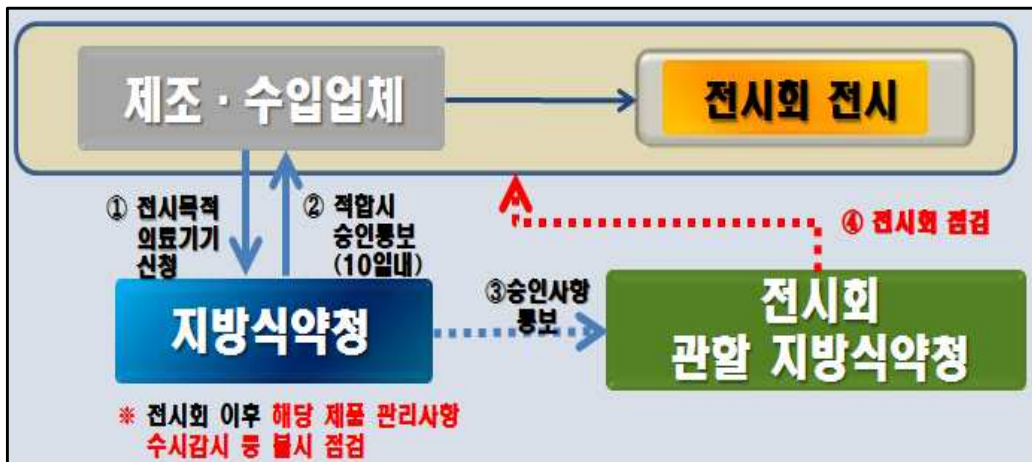 제조 · 수입업체
전시회 전시
① 전시목적
의료기기
신청
② 적합시
승인통보
(10일내)
④ 전시회 점검
지방식약청
③승인사항
통보
전시회
관할 지방식약청
※ 전시회 이후 해당 제품 관리사항
수시감시 등 불시 점검